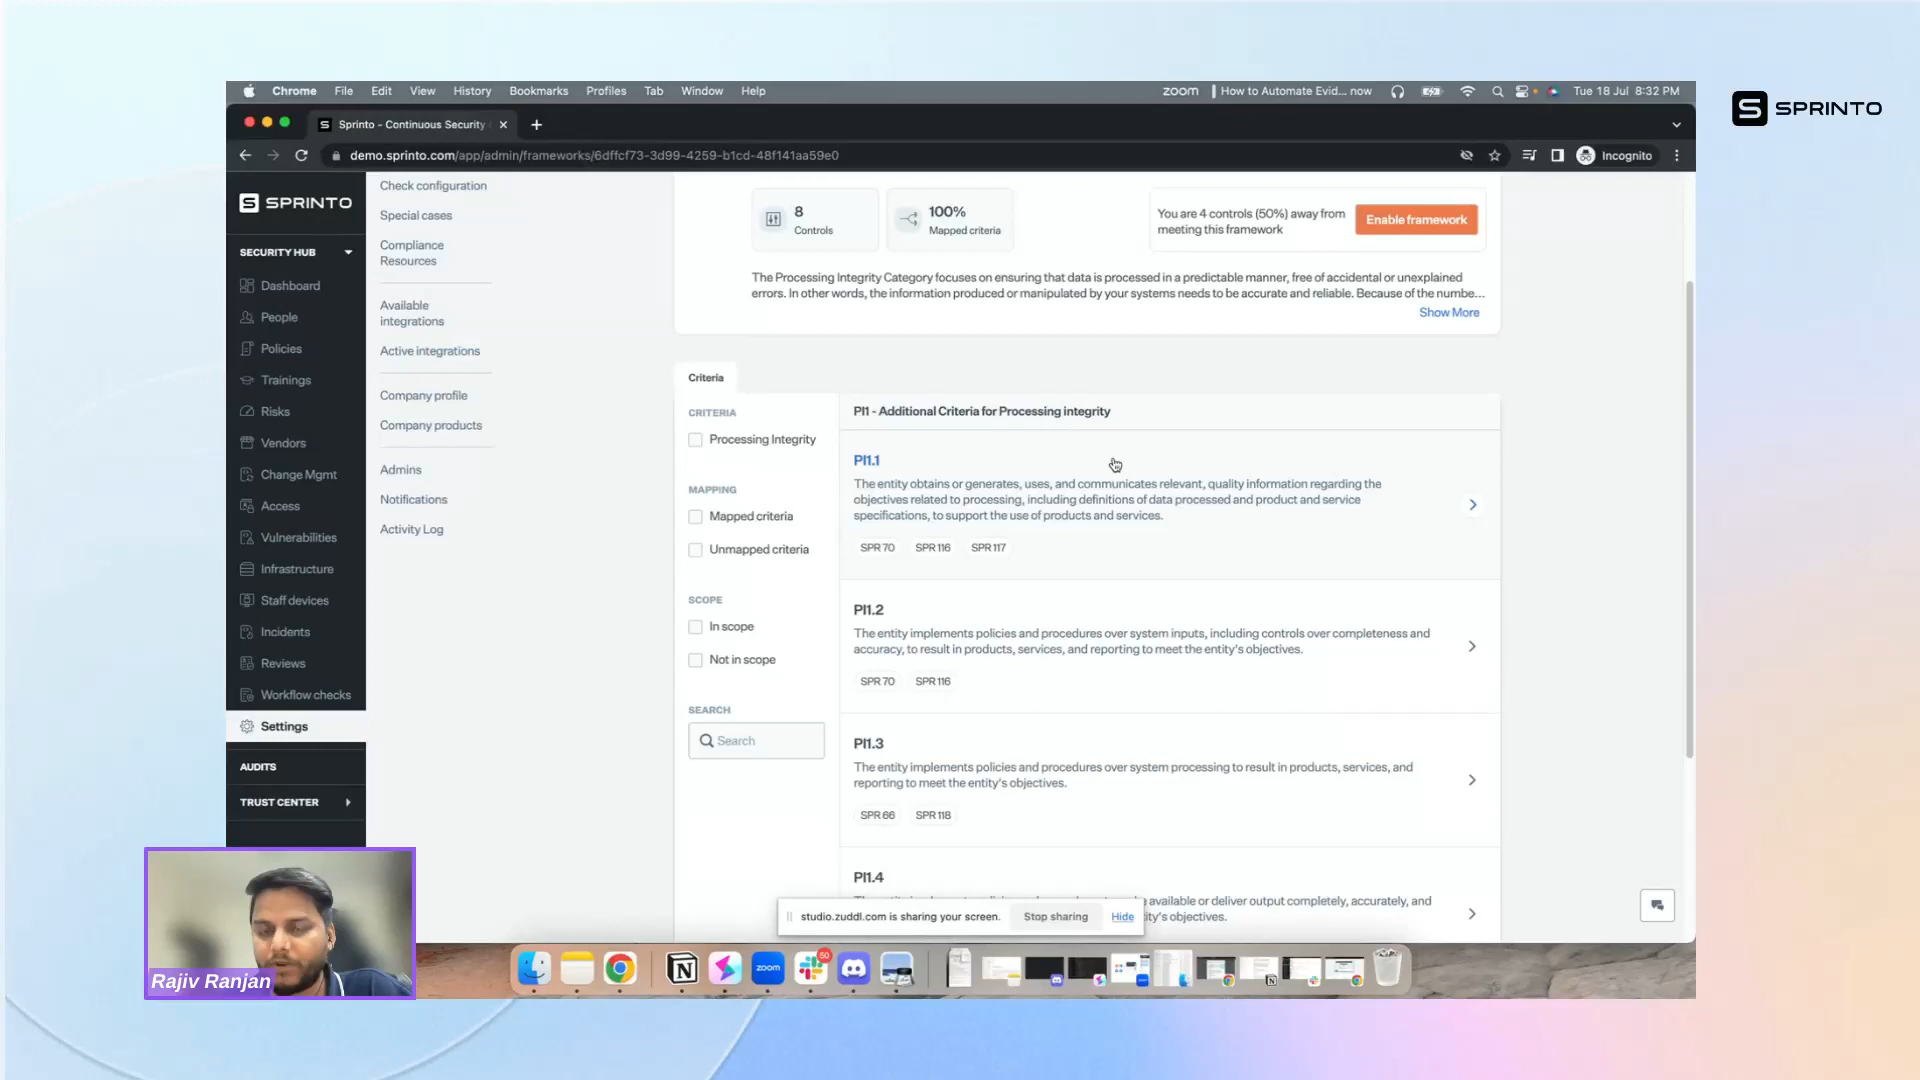 Chrome File Edit View History Bookmarks Profiles Tab Window Help
zoom How to Automate Evid... now Tue 18 Jul 8:32 PM
SPRINTO
Sprinto - Continuous Security
demo.sprinto.com/app/admin/frameworks/6dffcf73-3d99-4259-b1cd-48f141aa59e0
Incognito
SPRINTO
SECURITY HUB
Dashboard
People
Policies
Trainings
Risks
Vendors
Change Mgmt
Access
Vulnerabilities
Infrastructure
Staff devices
Incidents
Reviews
Workflow checks
Settings
AUDITS
TRUST CENTER
Check configuration
Special cases
Compliance
Resources
Available
integrations
Active integrations
Company profile
Company products
Admins
Notifications
Activity Log
8
Controls
100%
Mapped criteria
You are 4 controls (50%) away from
meeting this framework
Enable framework
The Processing Integrity Category focuses on ensuring that data is processed in a predictable manner, free of accidental or unexplained
errors. In other words, the information produced or manipulated by your systems needs to be accurate and reliable. Because of the numbe...
Show More
Criteria
CRITERIA
Processing Integrity
MAPPING
Mapped criteria
Unmapped criteria
SCOPE
In scope
Not in scope
SEARCH
Search
PI1 - Additional Criteria for Processing integrity
PI1.1
The entity obtains or generates, uses, and communicates relevant, quality information regarding the
objectives related to processing, including definitions of data processed and product and service
specifications, to support the use of products and services.
SPR 70 SPR 116 SPR 117
PI1.2
The entity implements policies and procedures over system inputs, including controls over completeness and
accuracy, to result in products, services, and reporting to meet the entity's objectives.
SPR 70 SPR 116
PI1.3
The entity implements policies and procedures over system processing to result in products, services, and
reporting to meet the entity's objectives.
SPR 66 SPR 118
PI1.4
available or deliver output completely, accurately, and
ity's objectives.
studio.zuddl.com is sharing your screen. Stop sharing Hide
zoom
50
Rajiv Ranjan